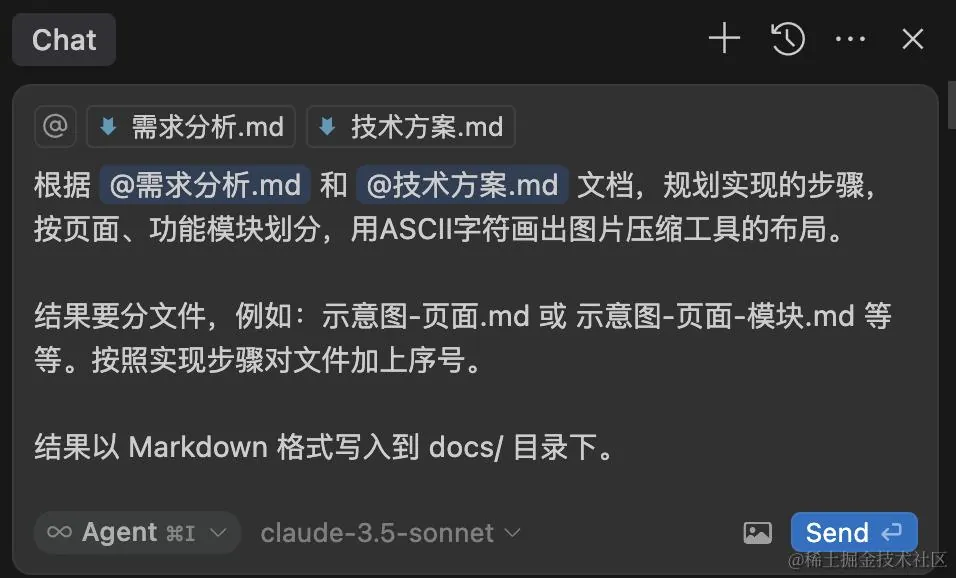 Chat
@ 需求分析.md 技术方案.md
根据 @需求分析.md 和 @技术方案.md 文档，规划实现的步骤，
按页面、功能模块划分，用ASCII字符画出图片压缩工具的布局。
结果要分文件，例如：示意图-页面.md 或 示意图-页面-模块.md 等
等。按照实现步骤对文件加上序号。
结果以 Markdown 格式写入到 docs/ 目录下。
Agent ⌘I claude-3.5-sonnet Send
@稀土掘金技术社区